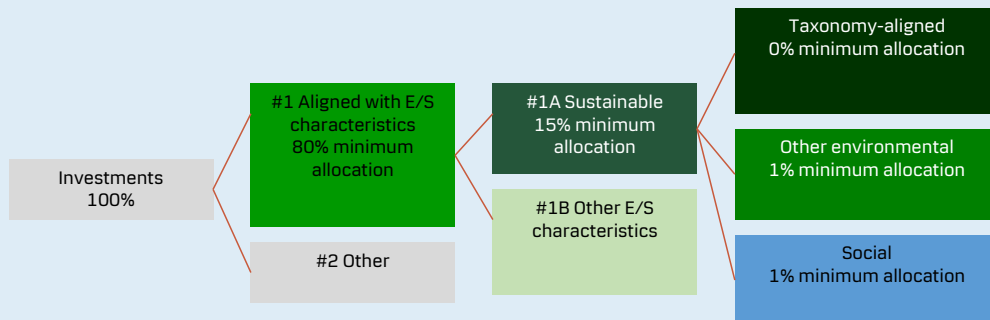 Investments
100%
#1 Aligned with E/S
characteristics
80% minimum
allocation
#2 Other
#1A Sustainable
15% minimum
allocation
#1B Other E/S
characteristics
Taxonomy-aligned
0% minimum allocation
Other environmental
1% minimum allocation
Social
1% minimum allocation